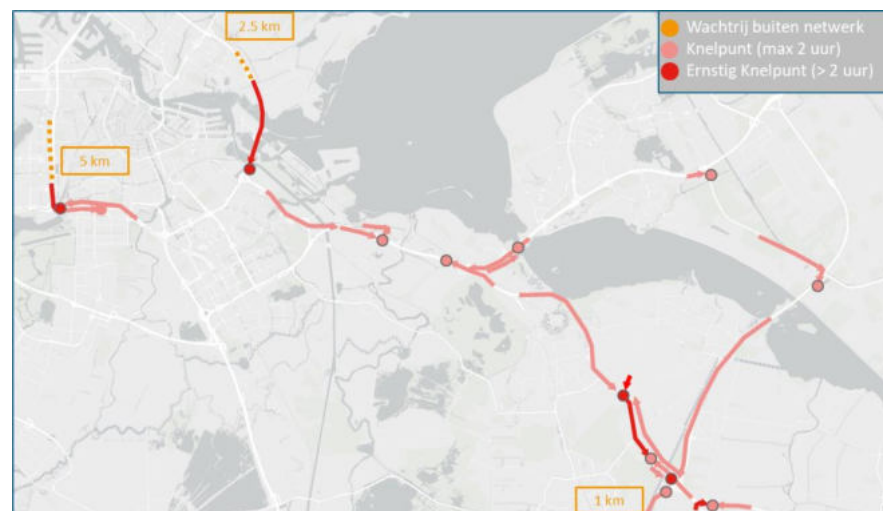 2.5 km
Wachtrij buiten netwerk
Knelpunt (max 2 uur)
Ernstig Knelpunt (> 2 uur)
5 km
1 km